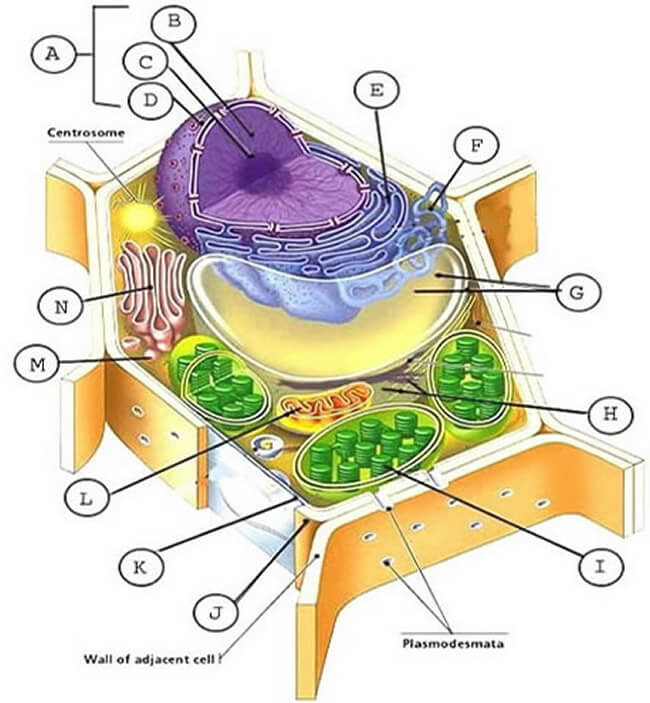 B
A
C
D
E
Centrosome
F
G
N
M
H
G
L
K
I
J
Plasmodesmata
Wall of adjacent cell